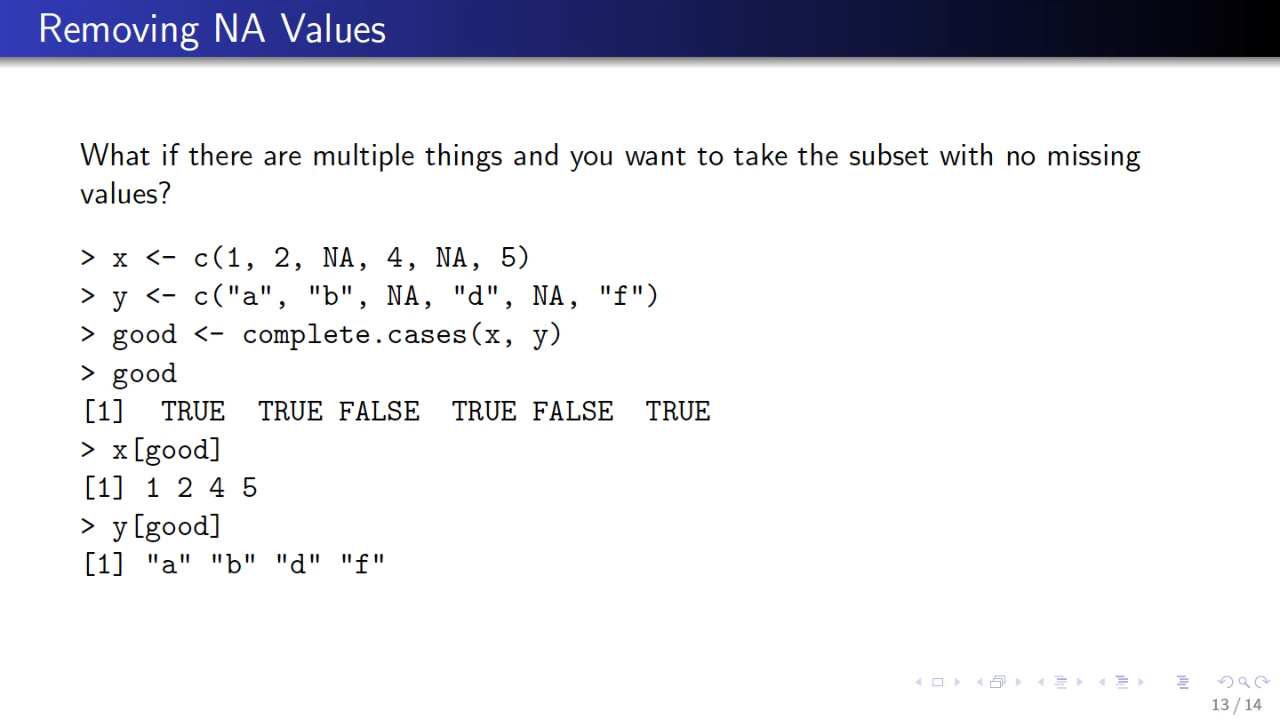 Removing NA Values
What if there are multiple things and you want to take the subset with no missing
values?
> x <- c(1, 2, NA, 4, NA, 5)
> y <- c("a", "b", NA, "d", NA, "f")
> good <- complete.cases(x, y)
> good
[1]  TRUE  TRUE FALSE  TRUE FALSE  TRUE
> x[good]
[1] 1 2 4 5
> y[good]
[1] "a" "b" "d" "f"
13 / 14